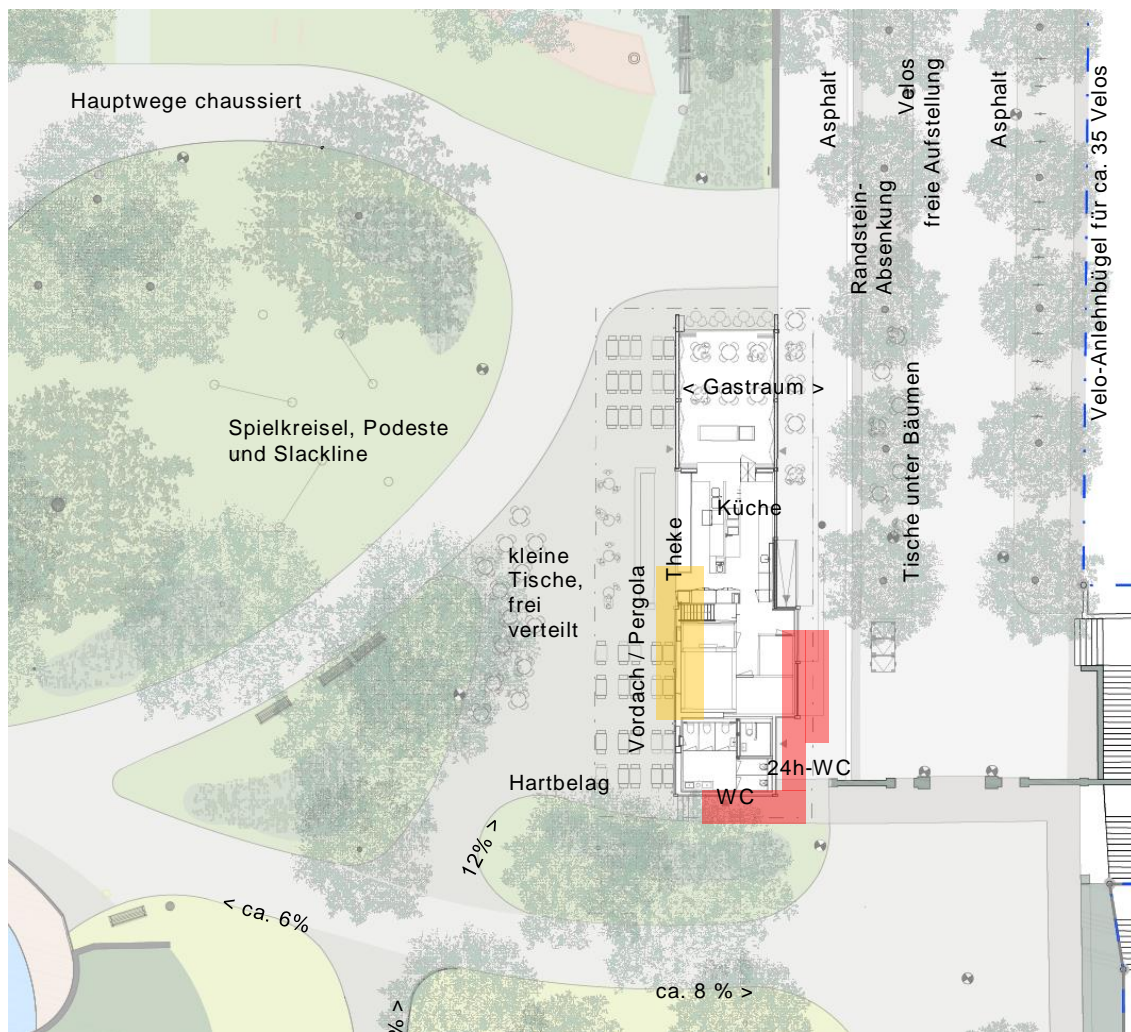 Hauptwege chaussiert
Asphalt
Velos
freie Aufstellung
Asphalt
Velo-Anlehnbügel für ca. 35 Velos
Randstein-
Absenkung
< Gastraum >
Spielkreisel, Podeste
und Slackline
Küche
Tische unter Bäumen
Theke
kleine
Tische,
frei
verteilt
Vordach / Pergola
24h-WC
Hartbelag
WC
12% >
< ca. 6%
ca. 8 % >
% >